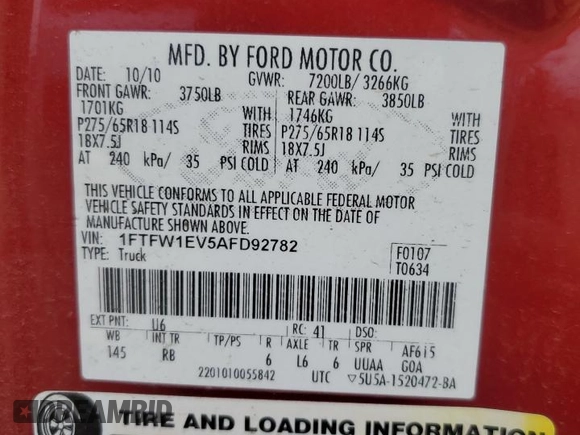 MFD. BY FORD MOTOR CO.
DATE: 10/10 GVWR: 7200LB/ 3266KG
FRONT GAWR: 3750LB REAR GAWR: 3850LB
1701KG WITH 1746KG WITH
P275/65R18 114S TIRES P275/65R18 114S TIRES
18X7.5J RIMS 18X7.5J RIMS
AT 240 kPa/ 35 PSI COLD AT 240 kPa/ 35 PSI COLD
THIS VEHICLE CONFORMS TO ALL APPLICABLE FEDERAL MOTOR
VEHICLE SAFETY STANDARDS IN EFFECT ON THE DATE OF
MANUFACTURE SHOWN ABOVE.
VIN: 1FTFW1EV5AFD92782 F0107
TYPE: Truck T0634
EXT PNT: U6 RC: 41 DSO:
WB INT TR TP/PS R AXLE TR SPR AF615
145 RB 6 L6 6 UUAA GOA
2201010055842 UTC 5U5A-1520472-BA
TIRE AND LOADING INFORMATION